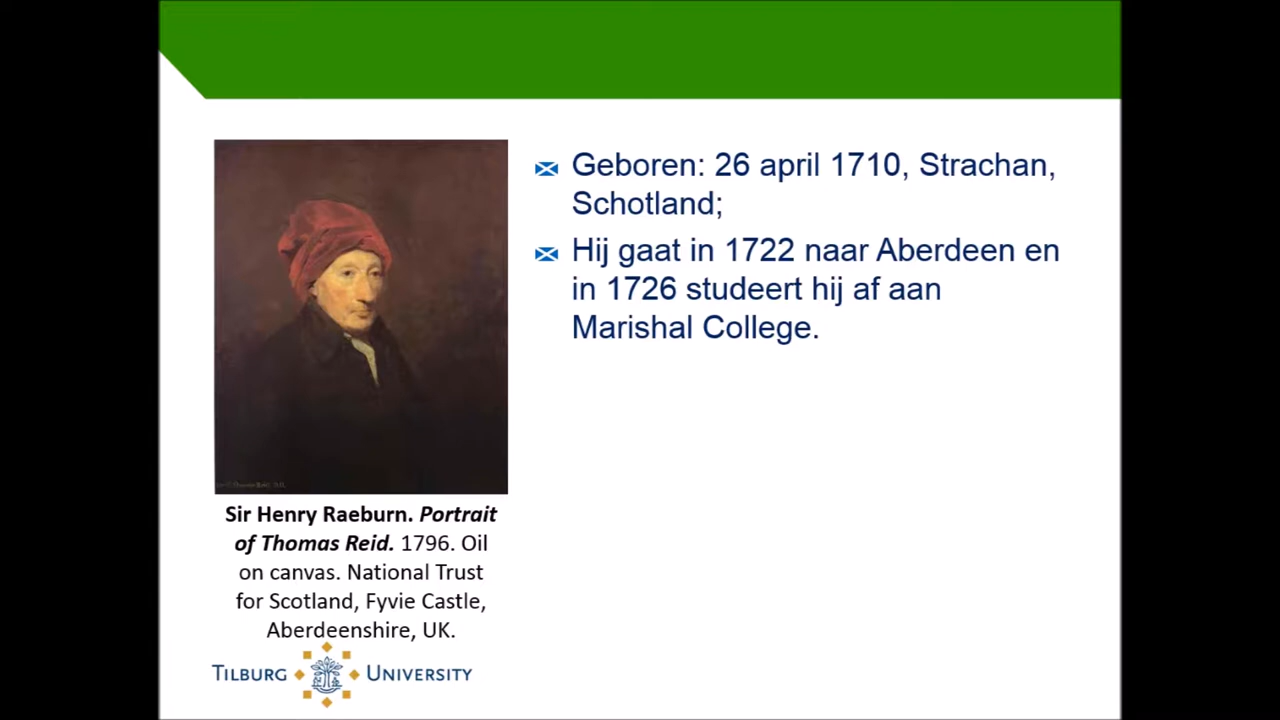 Geboren: 26 april 1710, Strachan,
Schotland;
Hij gaat in 1722 naar Aberdeen en
in 1726 studeert hij af aan
Marishal College.
Sir Henry Raeburn. Portrait
of Thomas Reid. 1796. Oil
on canvas. National Trust
for Scotland, Fyvie Castle,
Aberdeenshire, UK.
TILBURG UNIVERSITY